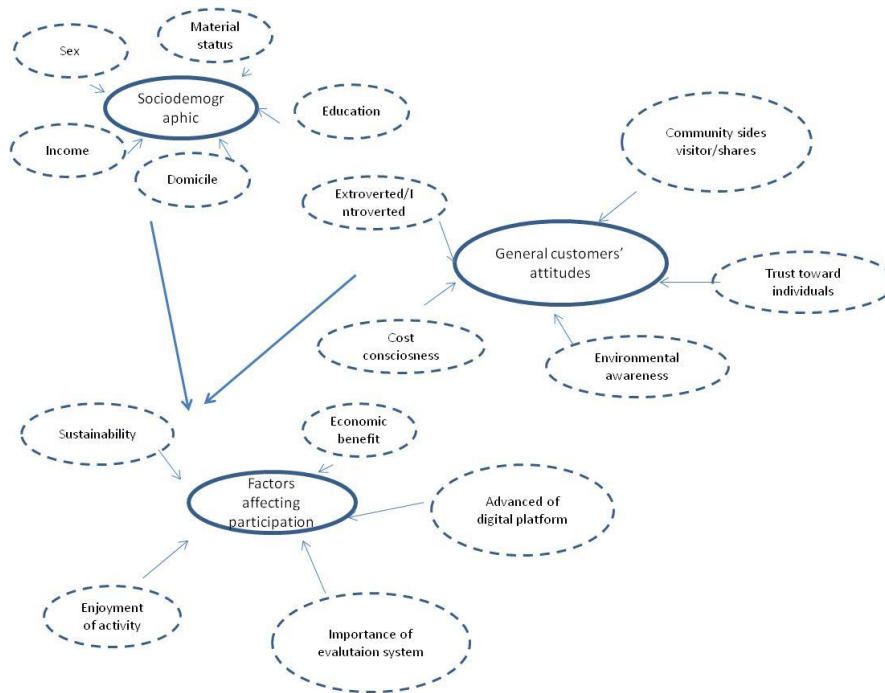 Material
status
Sex
Sociodemogr
aphic
Education
Income
Domicile
Community sides
visitor/shares
Extroverted/I
ntroverted
General customers'
attitudes
Trust toward
individuals
Cost
consciosness
Environmental
awareness
Sustainability
Economic
benefit
Factors
affecting
participation
Advanced of
digital platform
Enjoyment
of activity
Importance of
evalutaion system